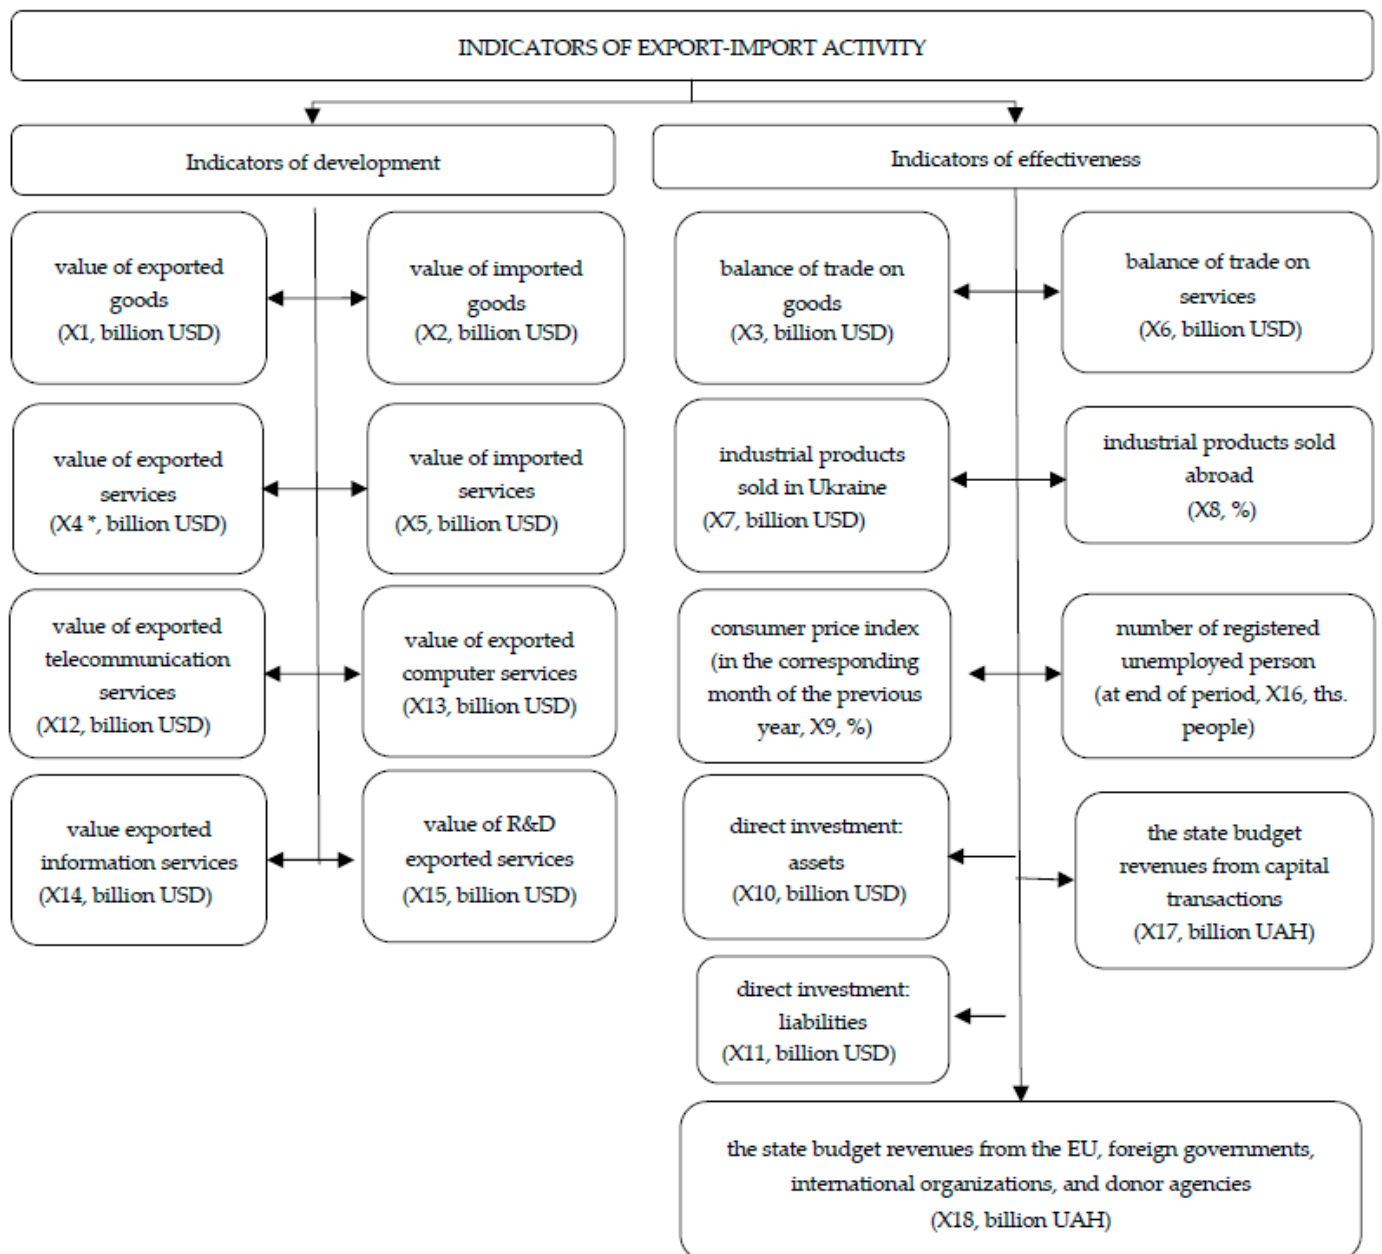 INDICATORS OF EXPORT-IMPORT ACTIVITY
Indicators of development
Indicators of effectiveness
value of exported
goods
(X1, billion USD)
value of imported
goods
(X2, billion USD)
balance of trade on
goods
(X3, billion USD)
balance of trade on
services
(X6, billion USD)
value of exported
services
(X4 *, billion USD)
value of imported
services
(X5, billion USD)
industrial products
sold in Ukraine
(X7, billion USD)
industrial products sold
abroad
(X8, %)
value of exported
telecommunication
services
(X12, billion USD)
value of exported
computer services
(X13, billion USD)
consumer price index
(in the corresponding
month of the previous
year, X9, %)
number of registered
unemployed person
(at end of period, X16, ths.
people)
value exported
information services
(X14, billion USD)
value of R&D
exported services
(X15, billion USD)
direct investment:
assets
(X10, billion USD)
the state budget
revenues from capital
transactions
(X17, billion UAH)
direct investment:
liabilities
(X11, billion USD)
the state budget revenues from the EU, foreign governments,
international organizations, and donor agencies
(X18, billion UAH)